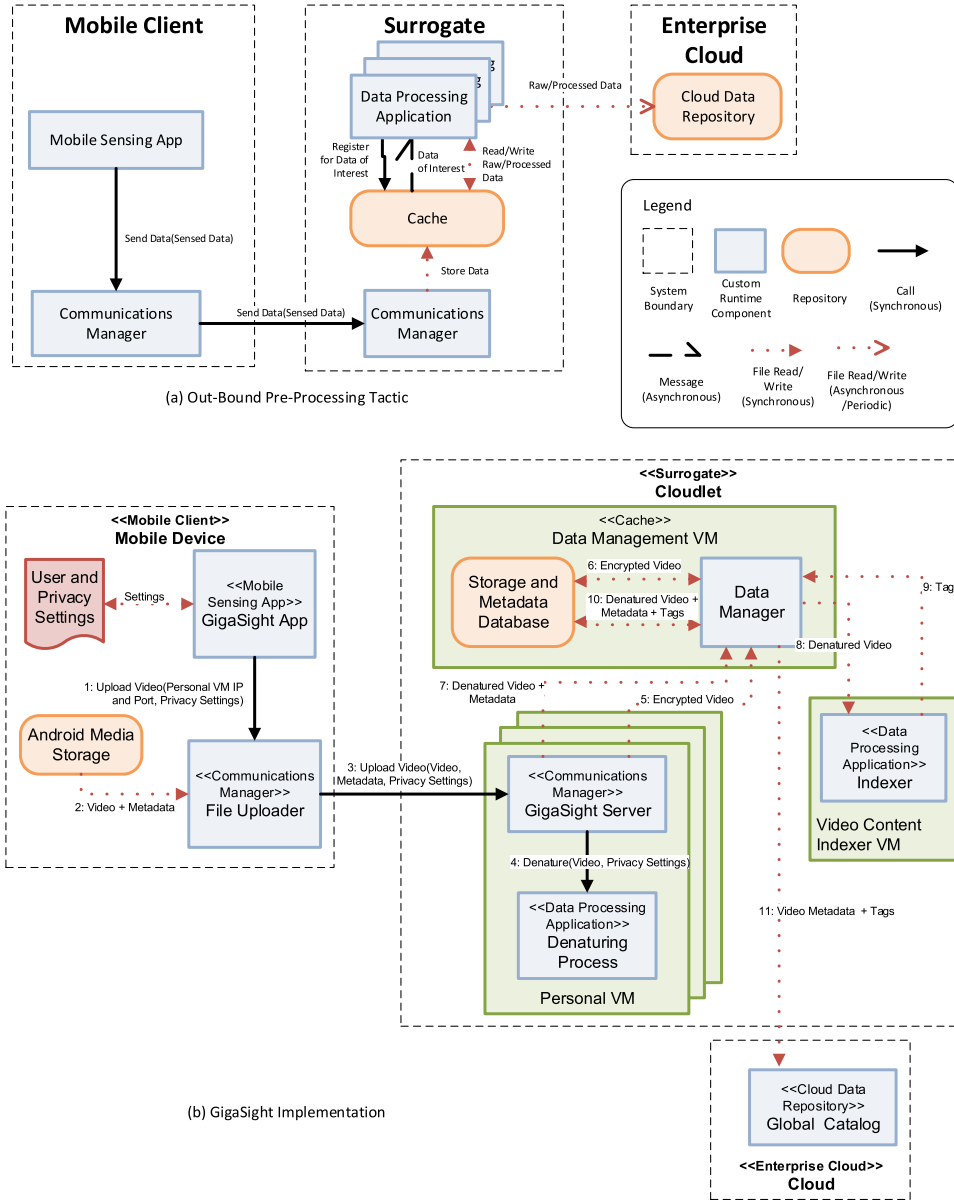 Mobile Client
Surrogate
Enterprise
Cloud
Data Processing
Application
Raw/Processed Data
Cloud Data
Repository
Mobile Sensing App
Register
for Data of
Interest
Data
of Interest
Read/Write
Raw/Processed
Data
Cache
Send Data(Sensed Data)
Store Data
Communications
Manager
Send Data(Sensed Data)
Communications
Manager
(a) Out-Bound Pre-Processing Tactic
Legend
System
Boundary
Custom
Runtime
Component
Repository
Call
(Synchronous)
Message
(Asynchronous)
File Read/
Write
(Synchronous)
File Read/Write
(Asynchronous
/Periodic)
<<Surrogate>>
Cloudlet
<<Mobile Client>>
Mobile Device
<<Cache>>
Data Management VM
User and
Privacy
Settings
Settings
<<Mobile
Sensing App>>
GigaSight App
Storage and
Metadata
Database
6: Encrypted Video
10: Denatured Video +
Metadata + Tags
Data
Manager
9: Tag
8: Denatured Video
1: Upload Video(Personal VM IP
and Port, Privacy Settings)
7: Denatured Video +
Metadata
5: Encrypted Video
Android Media
Storage
2: Video + Metadata
<<Communications
Manager>>
File Uploader
3: Upload Video(Video,
Metadata, Privacy Settings)
<<Communications
Manager>>
GigaSight Server
<<Data
Processing
Application>>
Indexer
Video Content
Indexer VM
4: Denature(Video, Privacy Settings)
<<Data Processing
Application>>
Denaturing
Process
Personal VM
11: Video Metadata + Tags
(b) GigaSight Implementation
<<Cloud Data
Repository>>
Global Catalog
<<Enterprise Cloud>>
Cloud